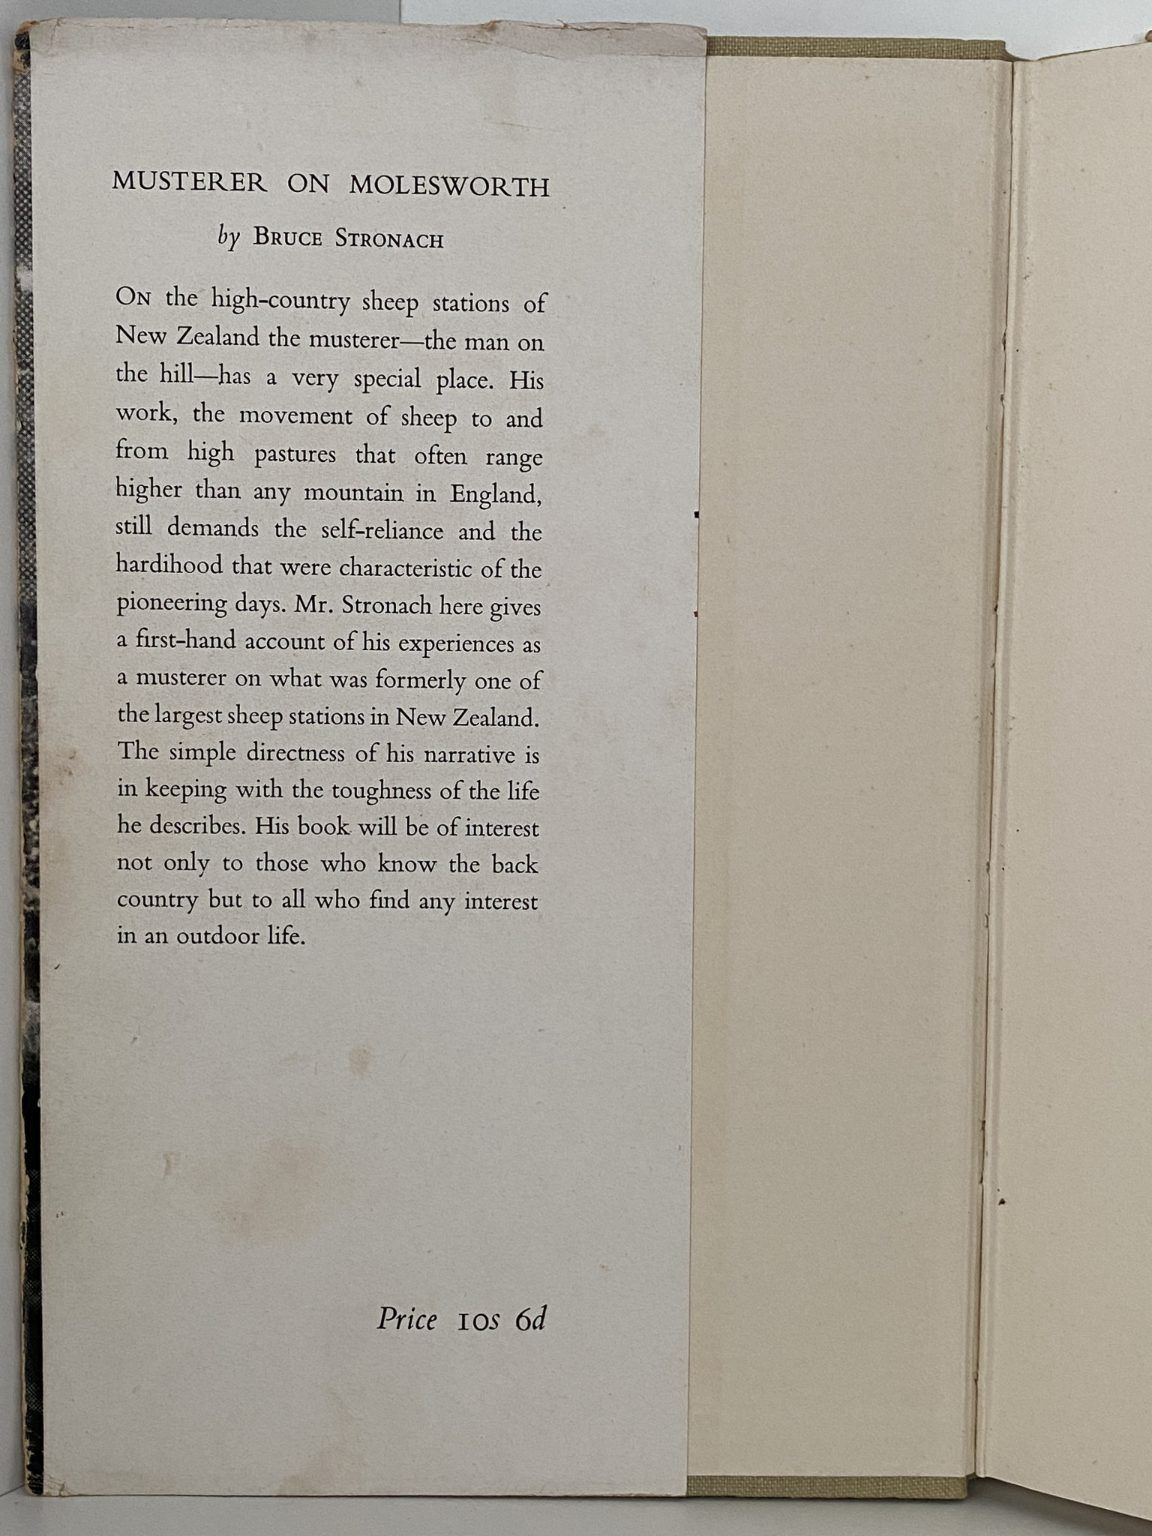 MUSTERER ON MOLESWORTH
by BRUCE STRONACH
ON the high-country sheep stations of
New Zealand the musterer—the man on
the hill—has a very special place. His
work, the movement of sheep to and
from high pastures that often range
higher than any mountain in England,
still demands the self-reliance and the
hardihood that were characteristic of the
pioneering days. Mr. Stronach here gives
a first-hand account of his experiences as
a musterer on what was formerly one of
the largest sheep stations in New Zealand.
The simple directness of his narrative is
in keeping with the toughness of the life
he describes. His book will be of interest
not only to those who know the back
country but to all who find any interest
in an outdoor life.
Price 10s 6d